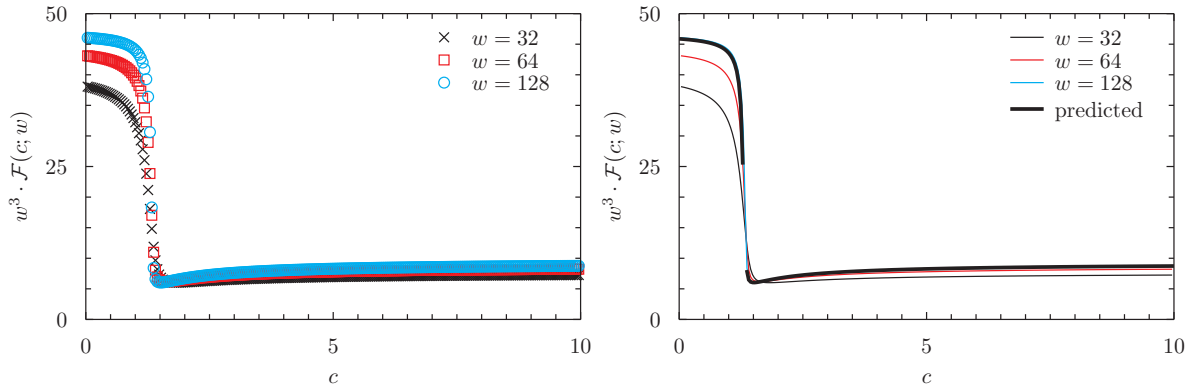 50
25
0
0
5
10
w³ · F(c; w)
c
w = 32
w = 64
w = 128
50
25
0
0
5
10
w³ · F(c; w)
c
w = 32
w = 64
w = 128
predicted